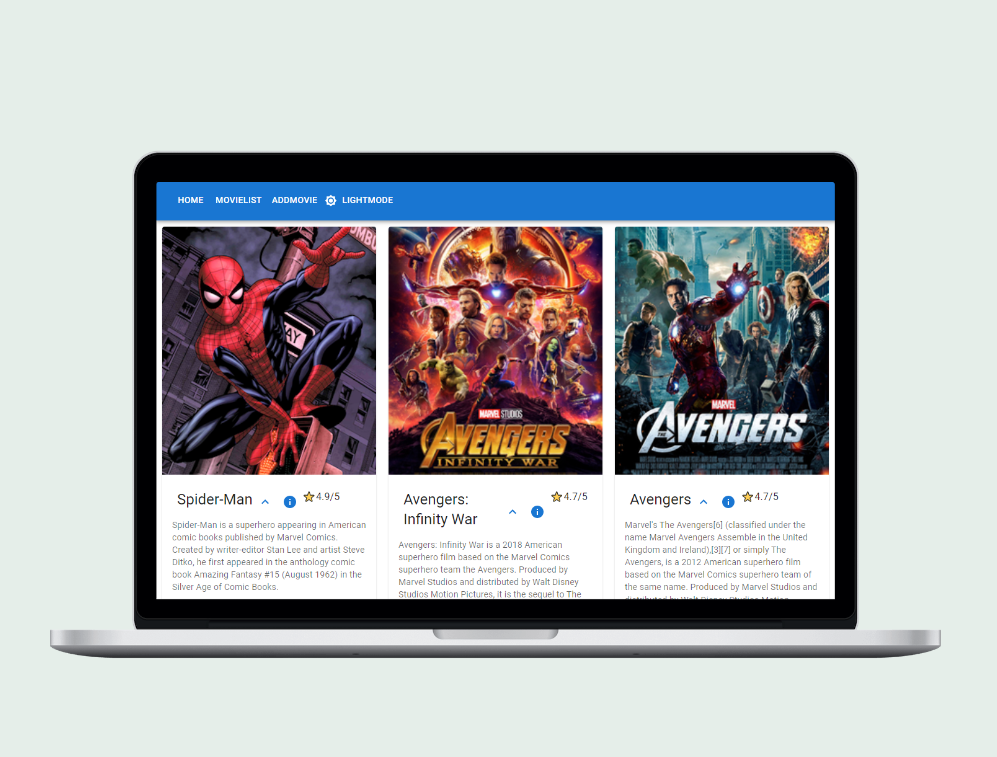 HOME MOVIELIST ADDMOVIE LIGHTMODE
MARVEL STUDIOS
AVENGERS
INFINITY WAR
MARVEL
THE AVENGERS
Spider-Man 4.9/5
Spider-Man is a superhero appearing in American
comic books published by Marvel Comics.
Created by writer-editor Stan Lee and artist Steve
Ditko, he first appeared in the anthology comic
book Amazing Fantasy #15 (August 1962) in the
Silver Age of Comic Books.
Avengers:
Infinity War
4.7/5
Avengers: Infinity War is a 2018 American
superhero film based on the Marvel Comics
superhero team the Avengers. Produced by
Marvel Studios and distributed by Walt Disney
Studios Motion Pictures, it is the sequel to The
Avengers 4.7/5
Marvel's The Avengers[6] (classified under the
name Marvel Avengers Assemble in the United
Kingdom and Ireland),[3][7] or simply The
Avengers, is a 2012 American superhero film
based on the Marvel Comics superhero team of
the same name. Produced by Marvel Studios and
distributed by Walt Disney Studios Motion